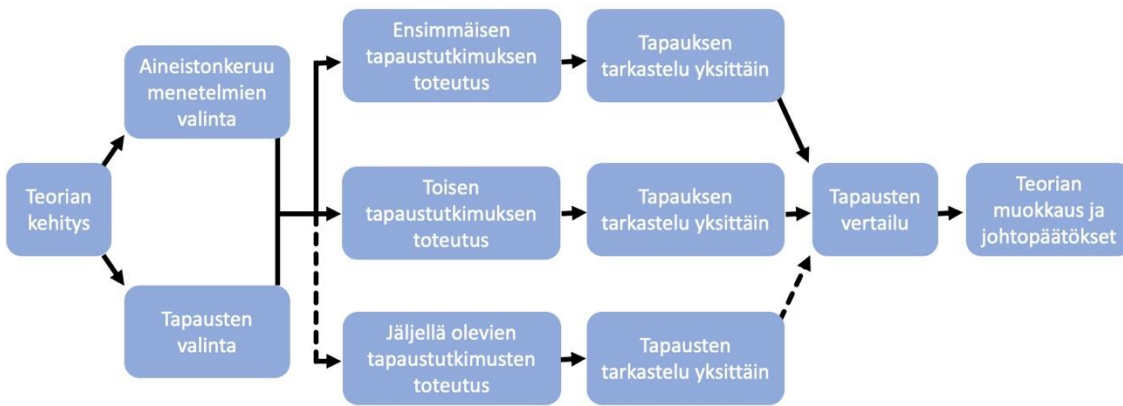 Teorian
kehitys
Aineistonkeruu
menetelmien
valinta
Tapausten
valinta
Ensimmäisen
tapaustutkimuksen
toteutus
Tapauksen
tarkastelu yksittäin
Toisen
tapaustutkimuksen
toteutus
Tapauksen
tarkastelu yksittäin
Jäljellä olevien
tapaustutkimusten
toteutus
Tapausten
tarkastelu yksittäin
Tapausten
vertailu
Teorian
muokkaus ja
johtopäätökset